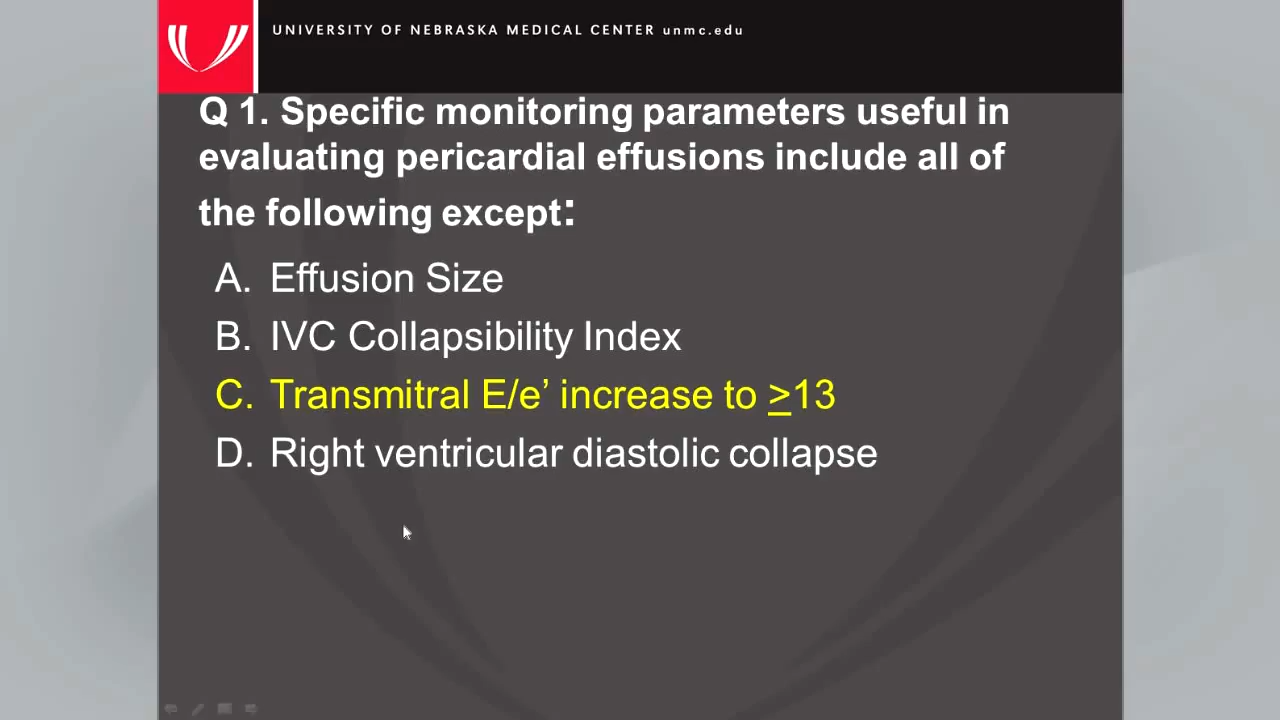 UNIVERSITY OF NEBRASKA MEDICAL CENTER unmc.edu
Q 1. Specific monitoring parameters useful in
evaluating pericardial effusions include all of
the following except:
A. Effusion Size
B. IVC Collapsibility Index
C. Transmitral E/e’ increase to ≥13
D. Right ventricular diastolic collapse